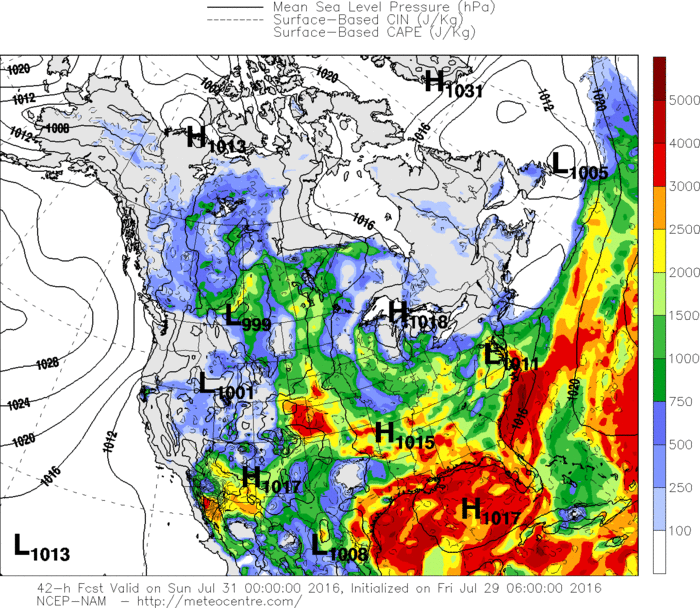 Mean Sea Level Pressure (hPa)
Surface-Based CIN (J/Kg)
Surface-Based CAPE (J/Kg)
1020
1020
1012
1020
1012
H1031
1008
1012
H1013
1016
L1005
1016
L999
H1018
1028
L1011
L1001
1024
1020
1020
1012
1016
H1015
1016
H1017
H1017
L1013
L1008
5000
4000
3000
2500
2000
1500
1000
750
500
250
100
42-h Fcst Valid on Sun Jul 31 00:00:00 2016, Initialized on Fri Jul 29 06:00:00 2016
NCEP-NAM – http://meteocentre.com/